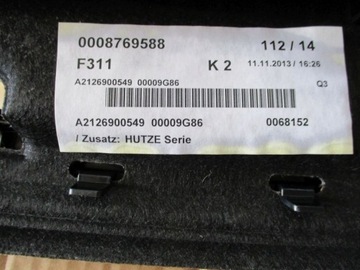 0008769588 112 / 14
F311 K 2 11.11.2013 / 16:26
A2126900549 00009G86 Q3
A2126900549 00009G86 0068152
/ Zusatz: HUTZE Serie